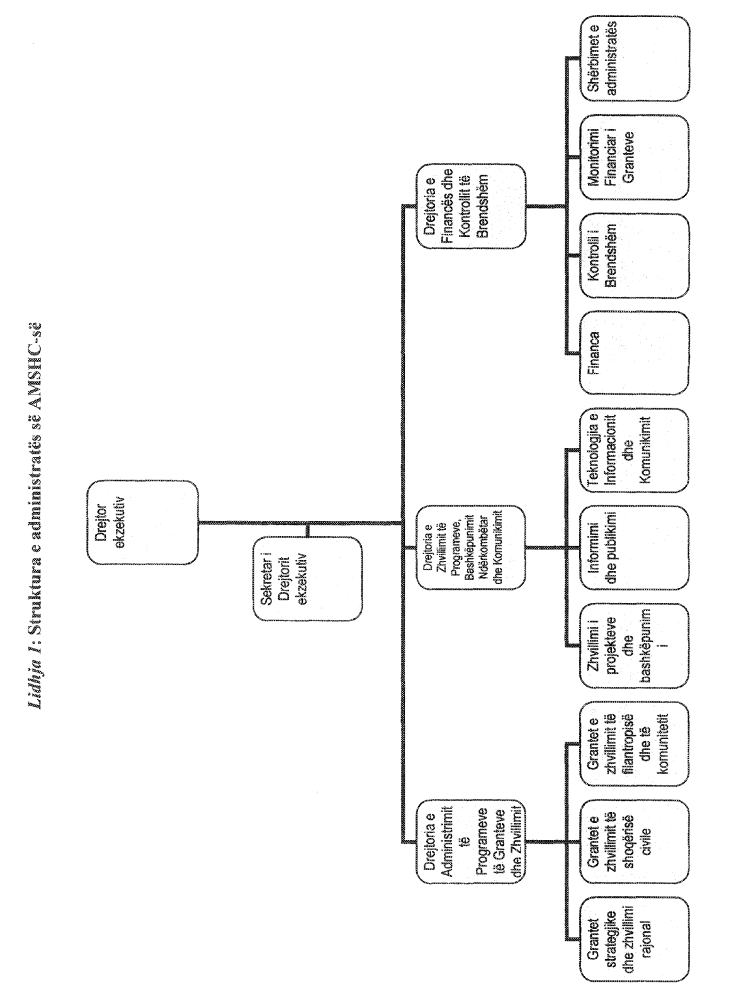 Lidhja 1: Struktura e administratës së AMSHC-së
Drejtor
ekzekutiv
Sekretar i
Drejtorit
ekzekutiv
Drejtoria e
Administrimit
të
Programeve
të Granteve
dhe Zhvillimit
Drejtoria e
Zhvillimit të
Programeve,
Bashkëpunimit
Ndërkombëtar
dhe Komunikimit
Drejtoria e
Financës dhe
Kontrollit të
Brendshëm
Grantet
strategjike
dhe zhvillimi
rajonal
Grantet e
zhvillimit të
shoqërisë
civile
Grantet e
zhvillimit të
filantropisë
dhe të
komunitetit
Zhvillimi i
projekteve
dhe
bashkëpunim
i
Informimi
dhe publikimi
Teknologjia e
Informacionit
dhe
Komunikimit
Financa
Kontrolli i
Brendshëm
Monitorimi
Financiar i
Granteve
Shërbimet e
administratës